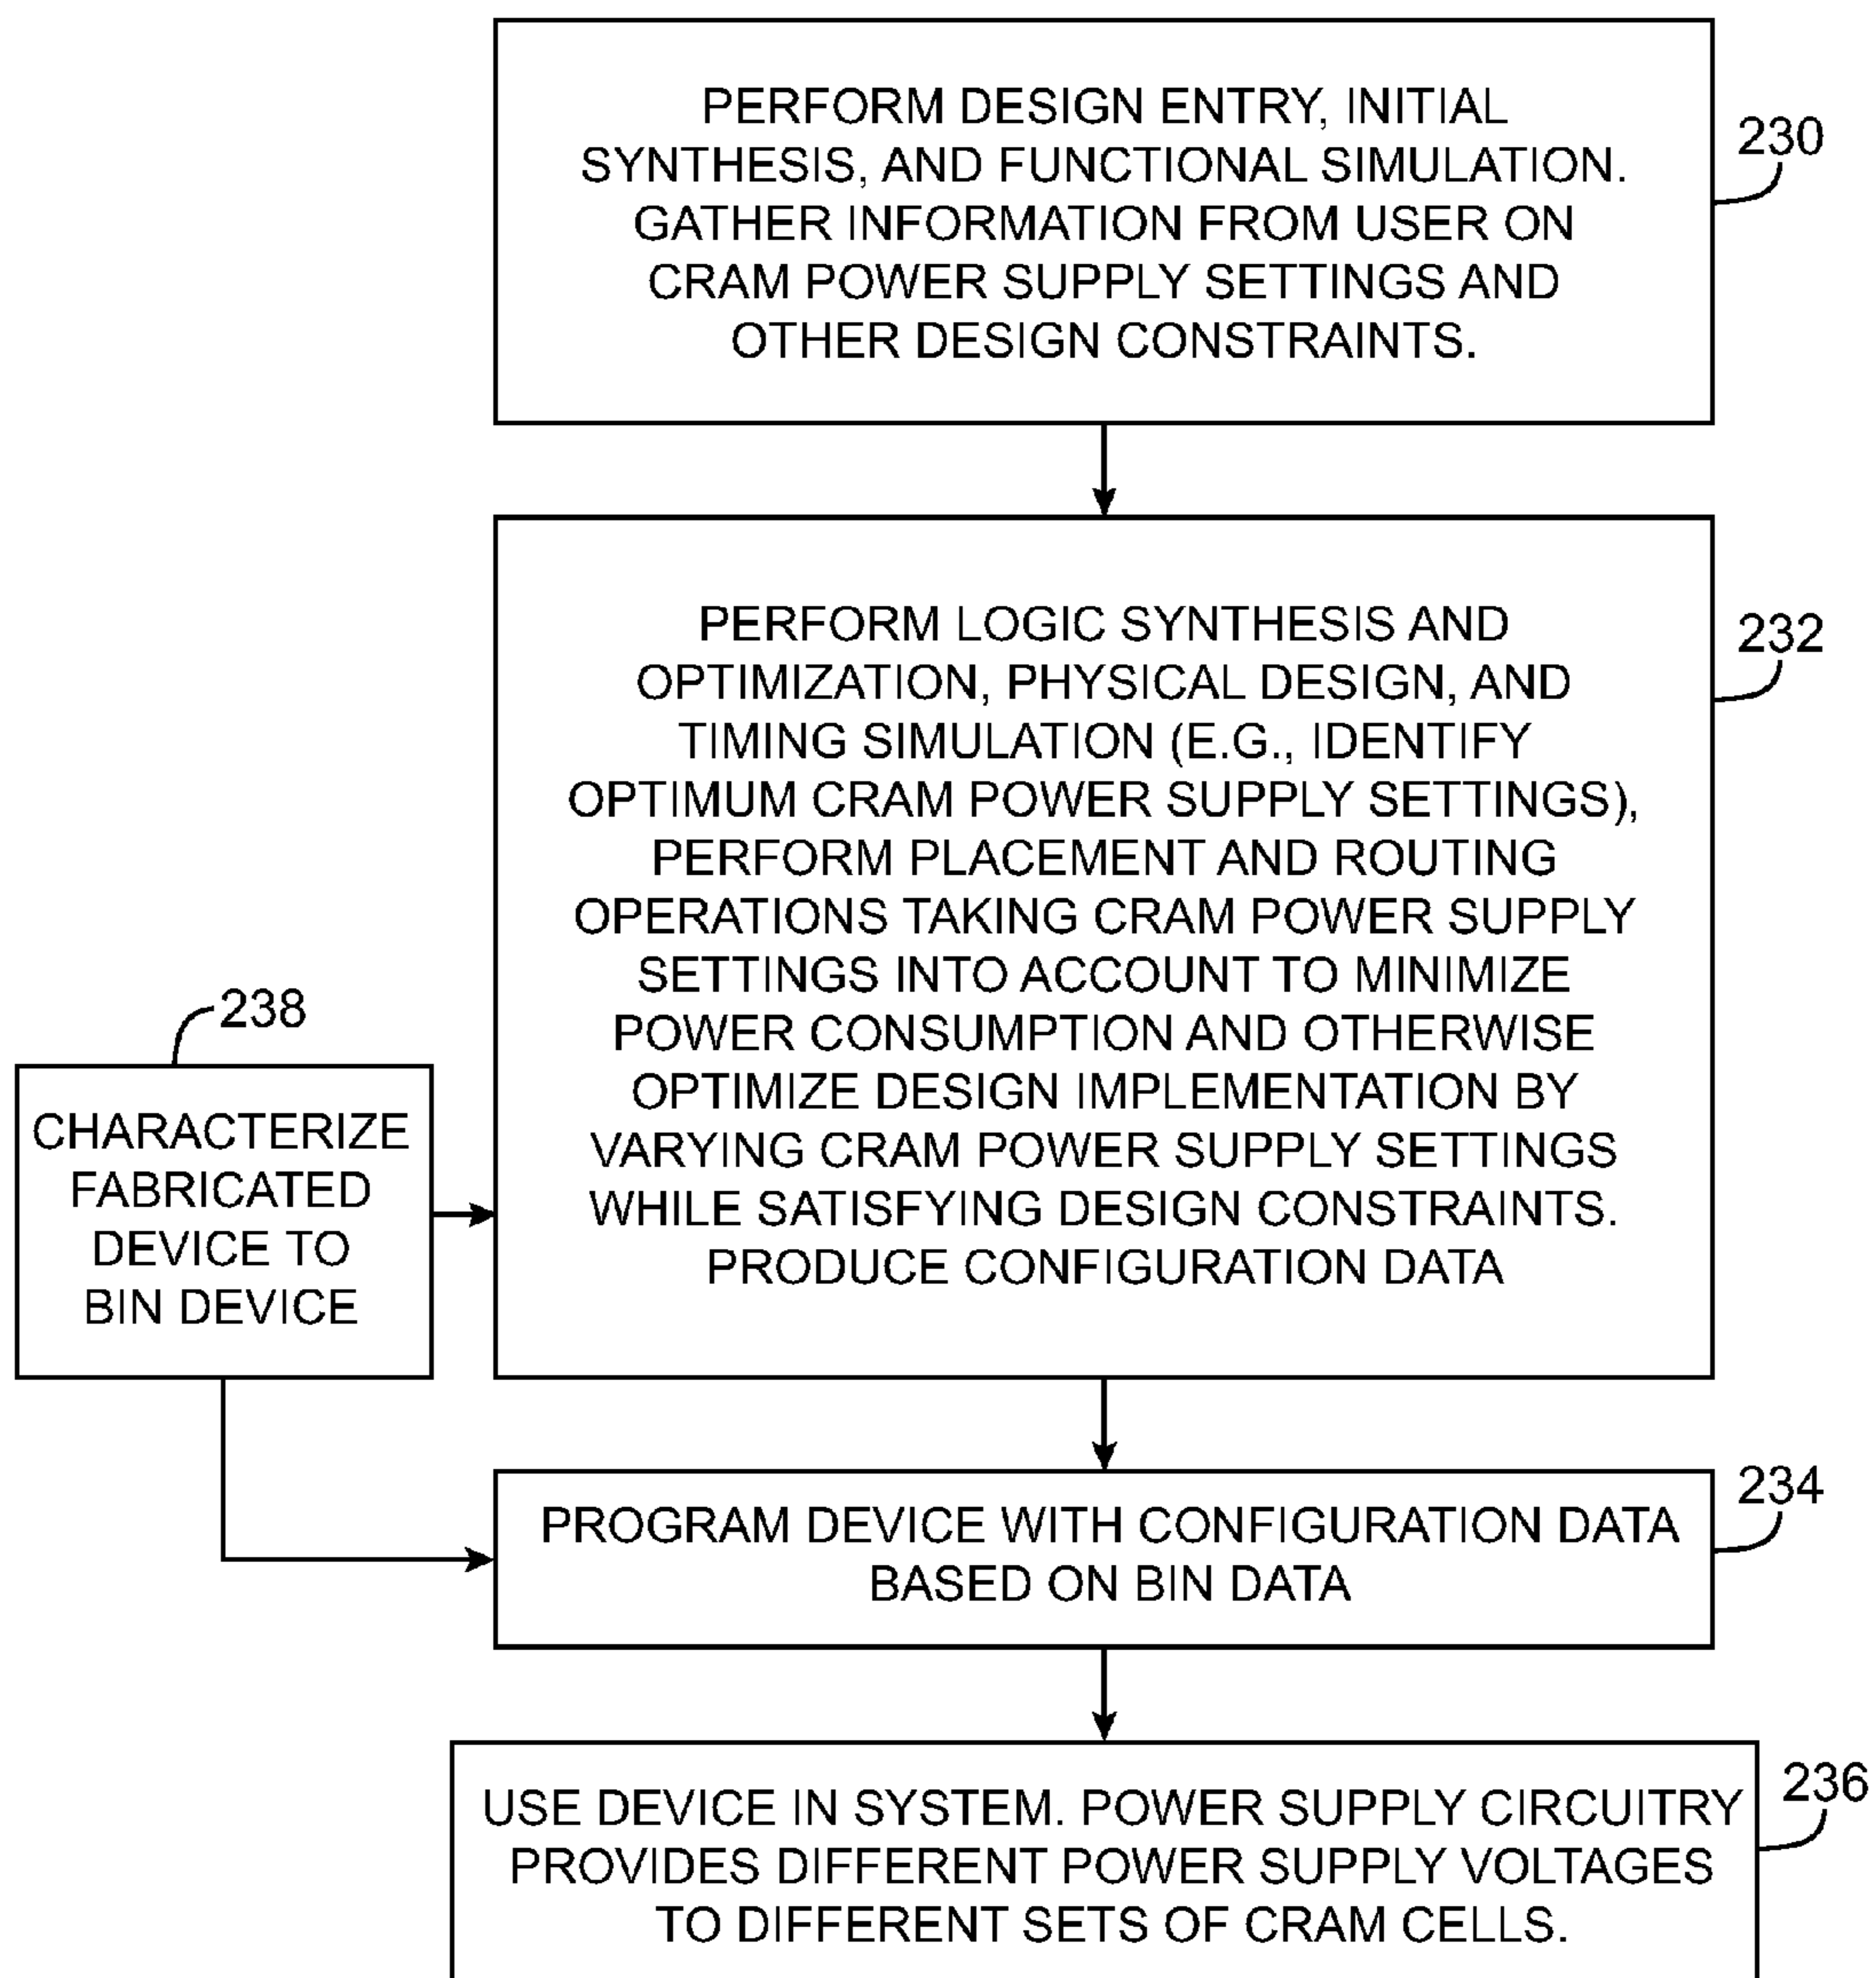 PERFORM DESIGN ENTRY, INITIAL
SYNTHESIS, AND FUNCTIONAL SIMULATION.
GATHER INFORMATION FROM USER ON
CRAM POWER SUPPLY SETTINGS AND
OTHER DESIGN CONSTRAINTS.
230
PERFORM LOGIC SYNTHESIS AND
OPTIMIZATION, PHYSICAL DESIGN, AND
TIMING SIMULATION (E.G., IDENTIFY
OPTIMUM CRAM POWER SUPPLY SETTINGS),
PERFORM PLACEMENT AND ROUTING
OPERATIONS TAKING CRAM POWER SUPPLY
SETTINGS INTO ACCOUNT TO MINIMIZE
POWER CONSUMPTION AND OTHERWISE
OPTIMIZE DESIGN IMPLEMENTATION BY
VARYING CRAM POWER SUPPLY SETTINGS
WHILE SATISFYING DESIGN CONSTRAINTS.
PRODUCE CONFIGURATION DATA
232
238
CHARACTERIZE
FABRICATED
DEVICE TO
BIN DEVICE
PROGRAM DEVICE WITH CONFIGURATION DATA
BASED ON BIN DATA
234
USE DEVICE IN SYSTEM. POWER SUPPLY CIRCUITRY
PROVIDES DIFFERENT POWER SUPPLY VOLTAGES
TO DIFFERENT SETS OF CRAM CELLS.
236